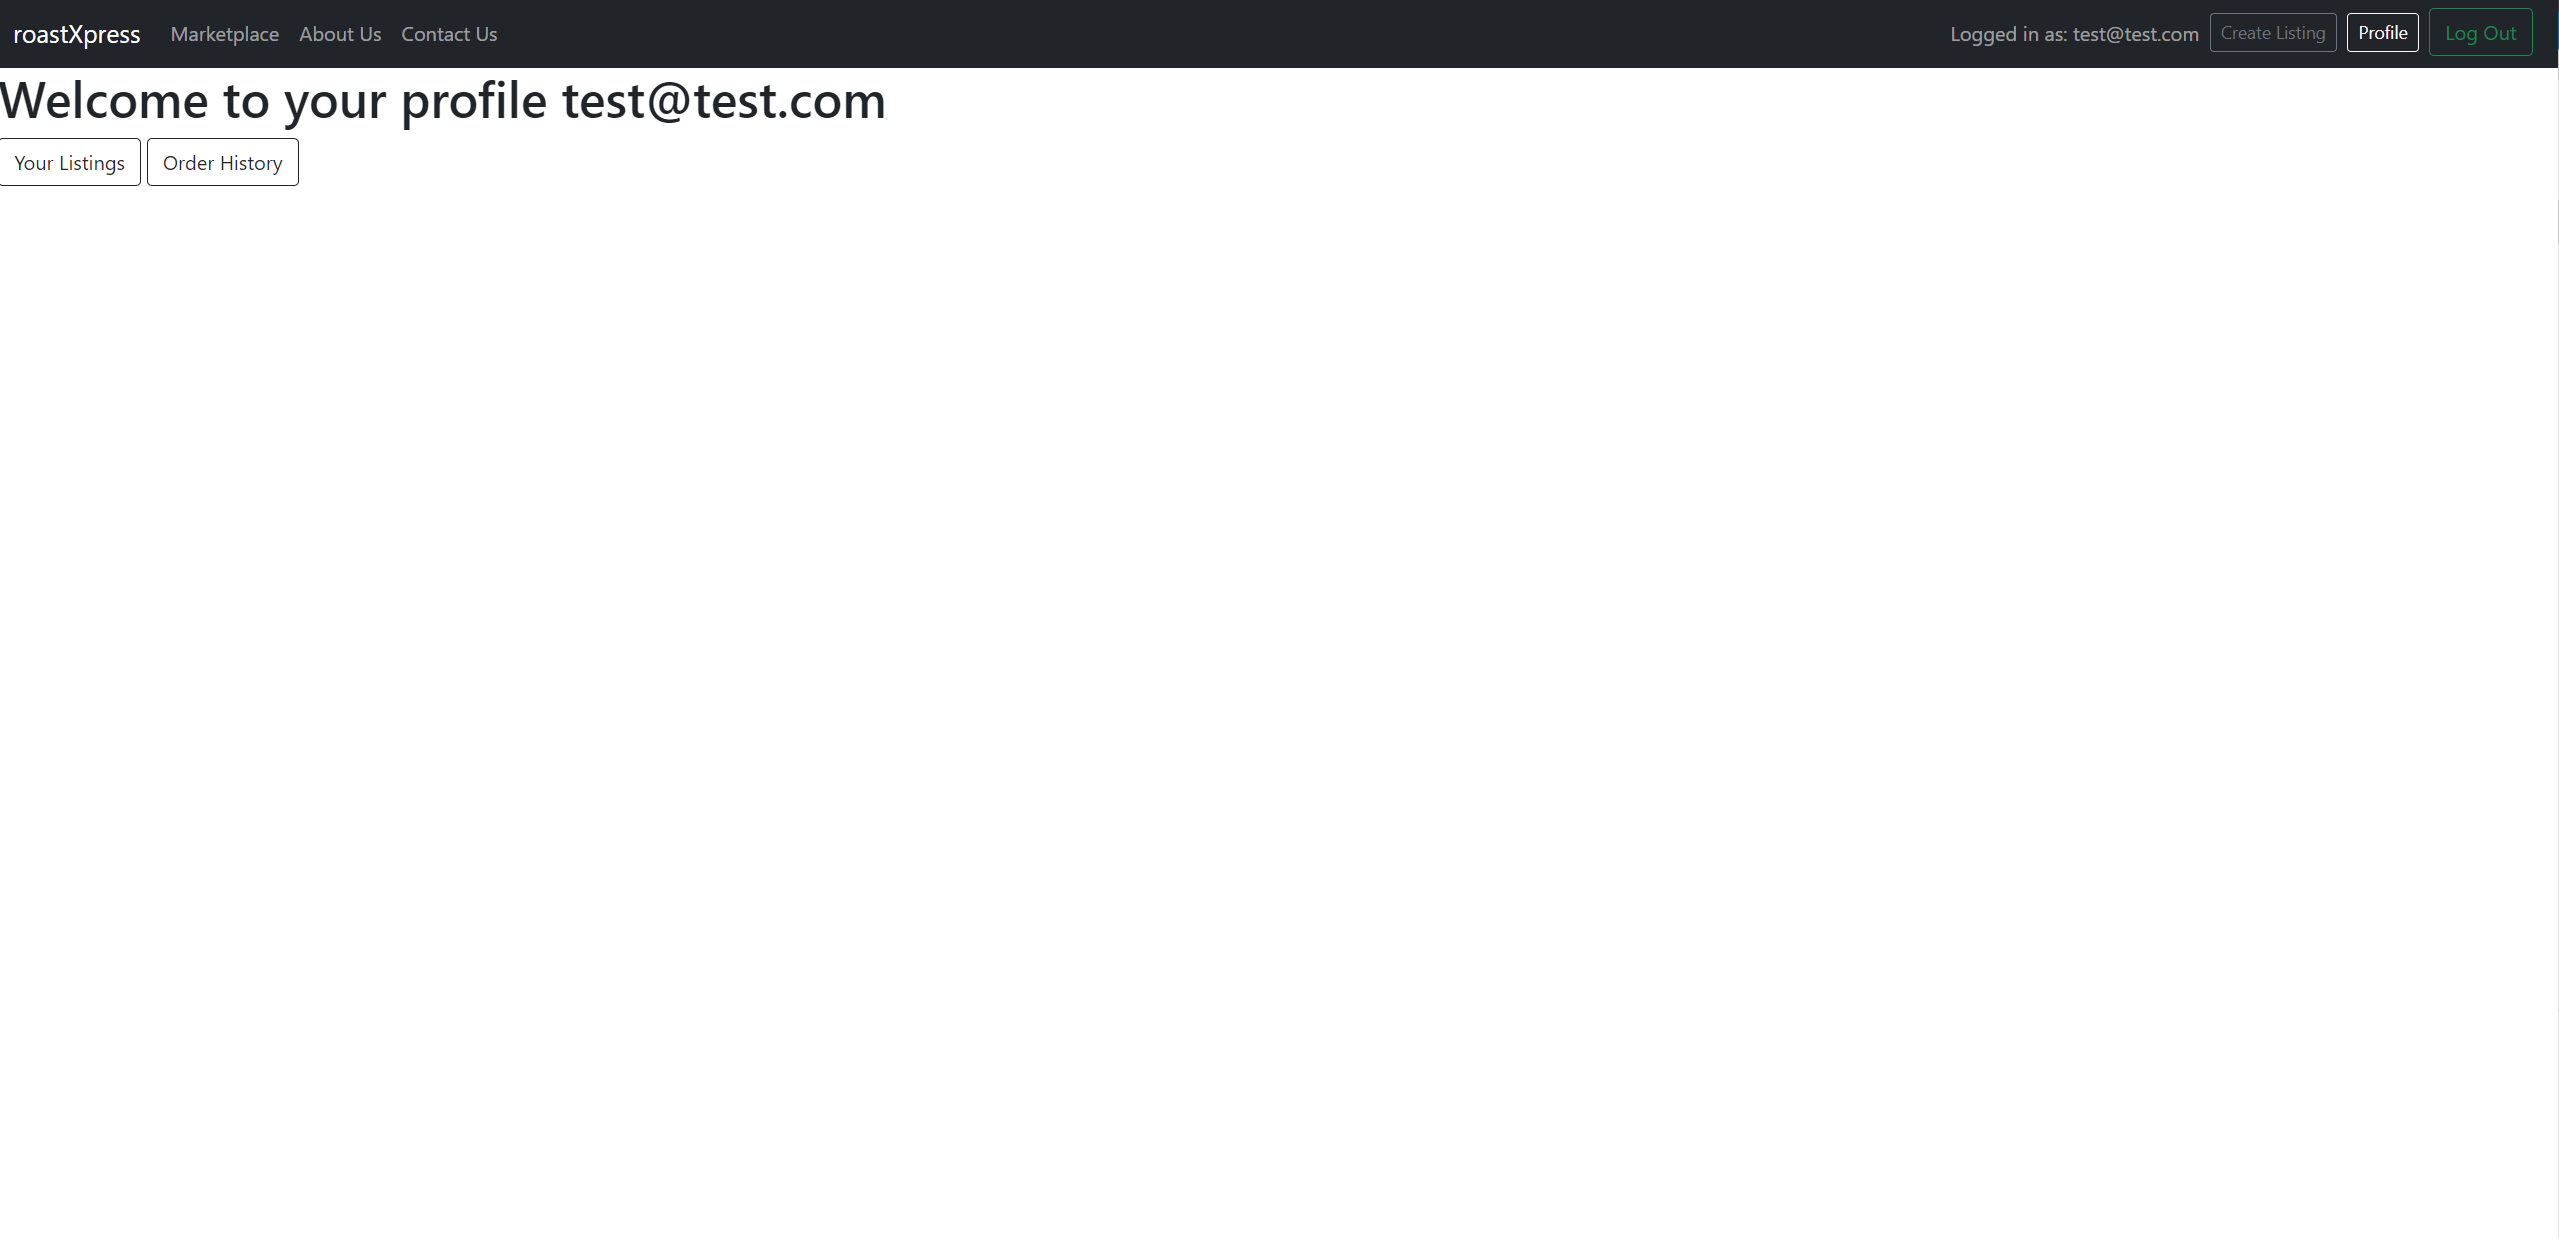 roastXpress Marketplace About Us Contact Us Logged in as: test@test.com Create Listing Profile Log Out
Welcome to your profile test@test.com
Your Listings Order History